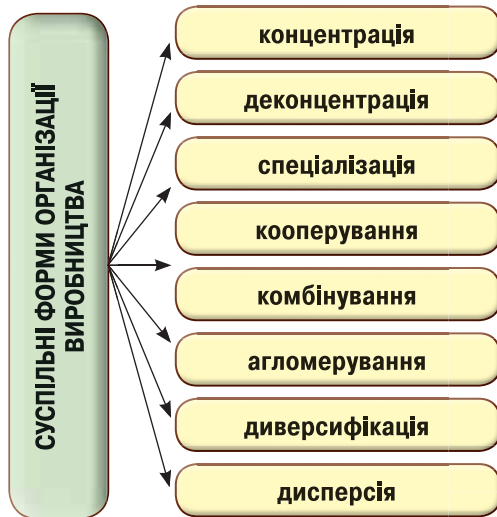 СУСПІЛЬНІ ФОРМИ ОРГАНІЗАЦІЇ
ВИРОБНИЦТВА
концентрація
деконцентрація
спеціалізація
кооперування
комбінування
агломерування
диверсифікація
дисперсія